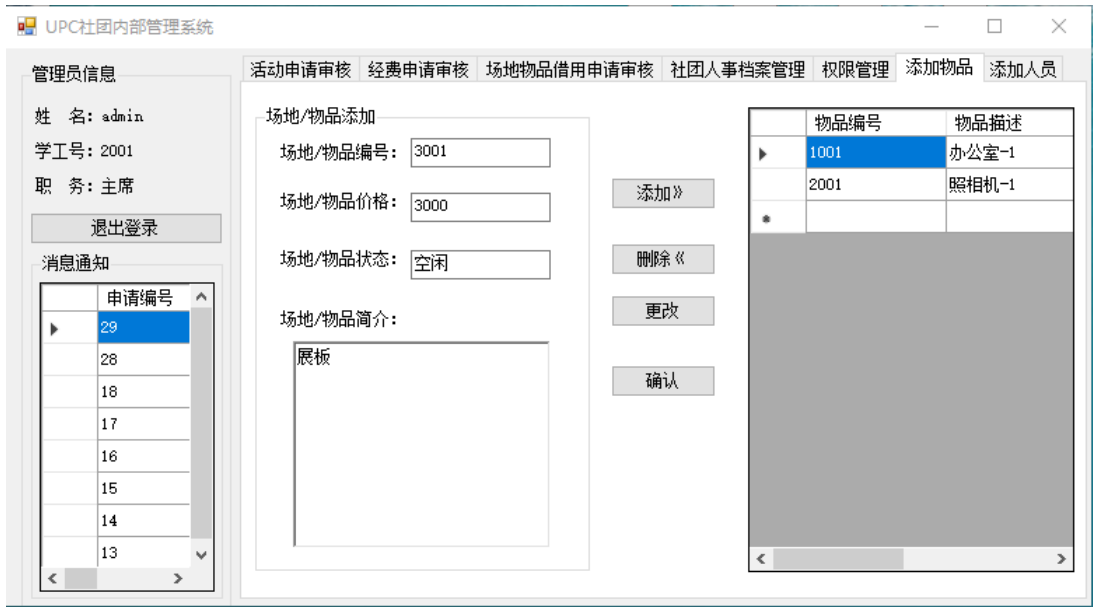 UPC社团内部管理系统
管理员信息
姓 名: admin
学工号: 2001
职 务: 主席
退出登录
消息通知
申请编号
29
28
18
17
16
15
14
13
活动申请审核 经费申请审核 场地物品借用申请审核 社团人事档案管理 权限管理 添加物品 添加人员
场地/物品添加
场地/物品编号: 3001
场地/物品价格: 3000
场地/物品状态: 空闲
场地/物品简介:
展板
添加》
删除《
更改
确认
物品编号 物品描述
1001 办公室-1
2001 照相机-1